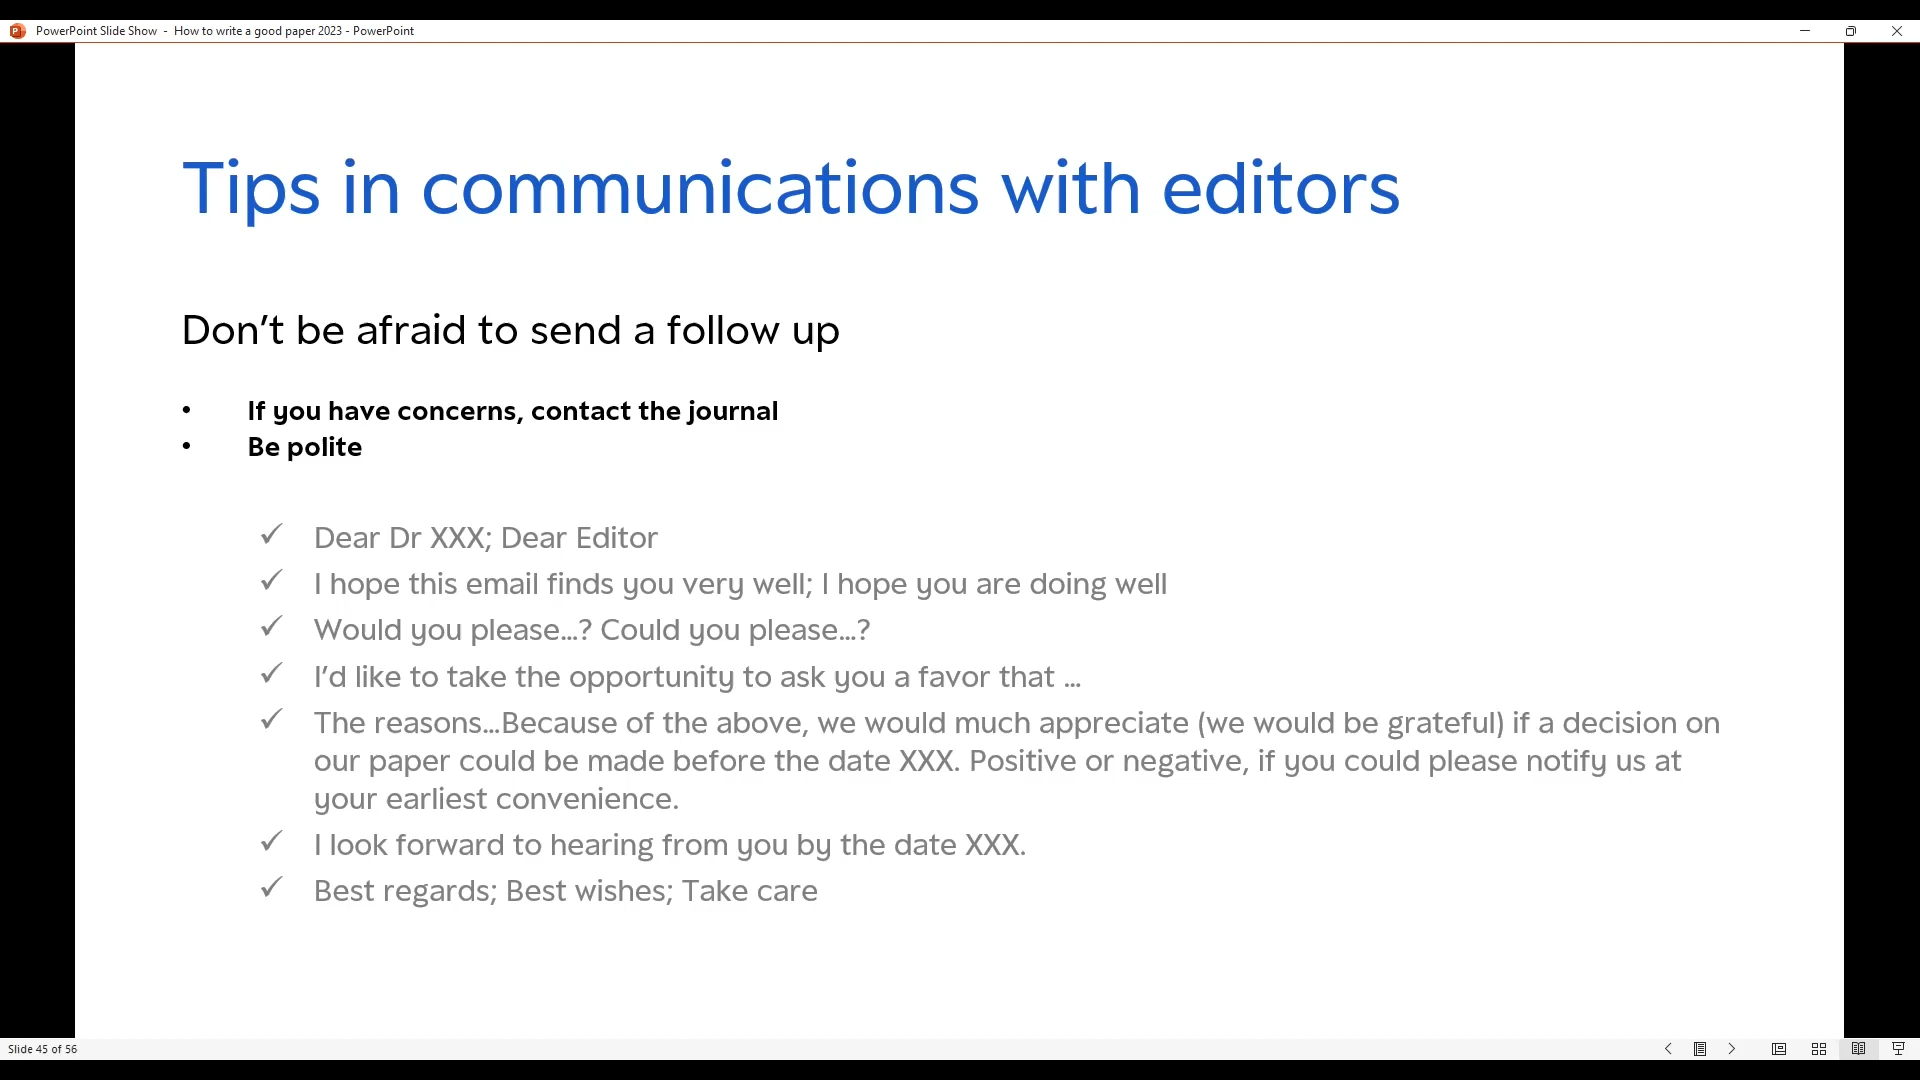 PowerPoint Slide Show - How to write a good paper 2023 - PowerPoint
Tips in communications with editors
Don't be afraid to send a follow up
• If you have concerns, contact the journal
• Be polite
✓ Dear Dr XXX; Dear Editor
✓ I hope this email finds you very well; I hope you are doing well
✓ Would you please...? Could you please...?
✓ I'd like to take the opportunity to ask you a favor that ...
✓ The reasons...Because of the above, we would much appreciate (we would be grateful) if a decision on
our paper could be made before the date XXX. Positive or negative, if you could please notify us at
your earliest convenience.
✓ I look forward to hearing from you by the date XXX.
✓ Best regards; Best wishes; Take care
Slide 45 of 56